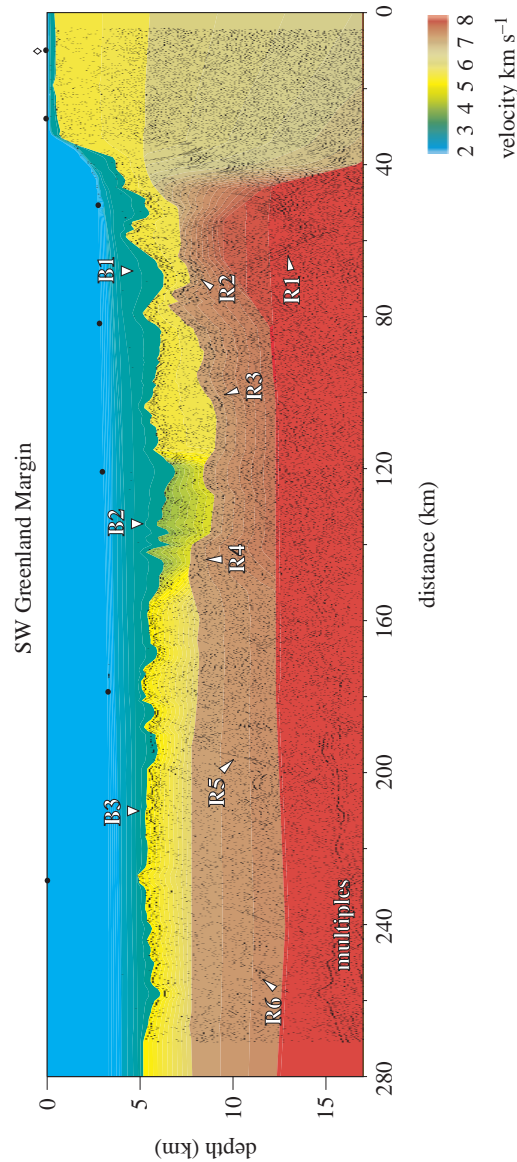 SW Greenland Margin
0
5
10
15
depth (km)
280
240
200
160
120
80
40
0
distance (km)
B3
B2
B1
R6
R5
R4
R3
R2
R1
multiples
2 3 4 5 6 7 8
velocity km s⁻¹